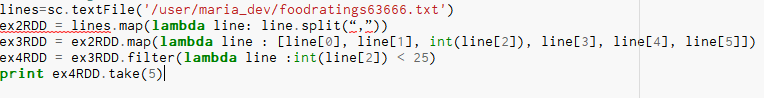 lines=sc.textFile('/user/maria_dev/foodratings63666.txt')
ex2RDD = lines.map(lambda line: line.split(“,”))
ex3RDD = ex2RDD.map(lambda line : [line[0], line[1], int(line[2]), line[3], line[4], line[5]])
ex4RDD = ex3RDD.filter(lambda line :int(line[2]) < 25)
print ex4RDD.take(5)